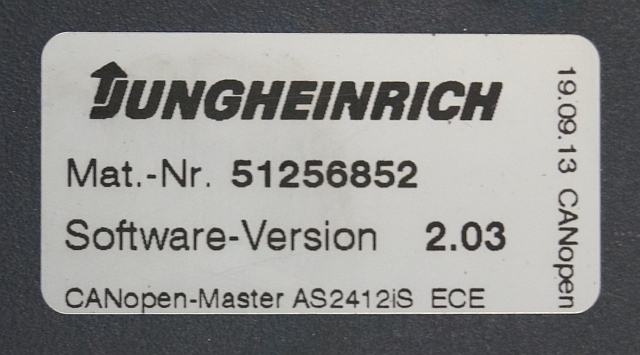 JUNGHEINRICH
Mat.-Nr. 51256852
Software-Version 2.03
CANopen-Master AS2412iS ECE
19.09.13 CANopen